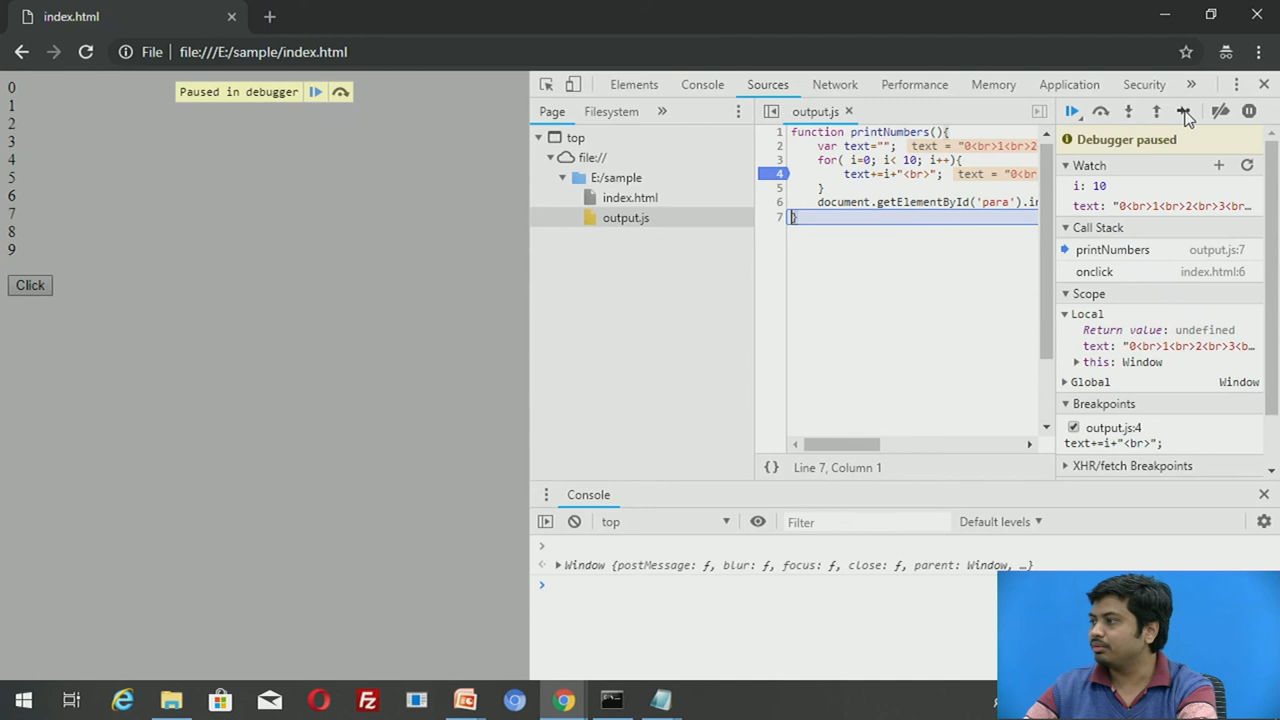 index.html
File file:///E:/sample/index.html
0
1
2
3
4
5
6
7
8
9
Click
Paused in debugger
Elements Console Sources Network Performance Memory Application Security
Page Filesystem
output.js
top
file://
E:/sample
index.html
output.js
1 function printNumbers(){
2 var text=""; text = "0<br>1<br>2
3 for( i=0; i< 10; i++){
4 text+=i+"<br>"; text = "0<b
5 }
6 document.getElementById('para').in
7 }
{} Line 7, Column 1
Debugger paused
Watch
i: 10
text: "0<br>1<br>2<br>3<br…
Call Stack
printNumbers output.js:7
onclick index.html:6
Scope
Local
Return value: undefined
text: "0<br>1<br>2<br>3<b…
this: Window
Global Window
Breakpoints
output.js:4
text+=i+"<br>";
XHR/fetch Breakpoints
Console
top Filter Default levels
Window {postMessage: ƒ, blur: ƒ, focus: ƒ, close: ƒ, parent: Window, …}